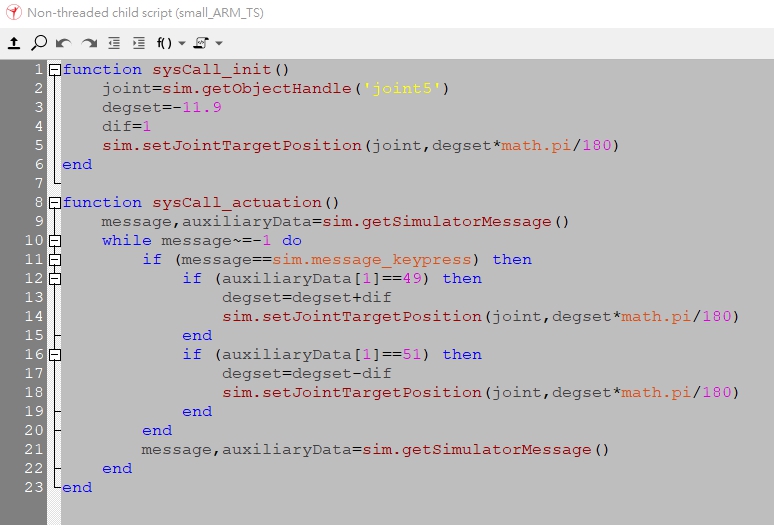 Non-threaded child script (small_ARM_TS)
f()
1 function sysCall_init()
2     joint=sim.getObjectHandle('joint5')
3     degset=-11.9
4     dif=1
5     sim.setJointTargetPosition(joint,degset*math.pi/180)
6 end
7
8 function sysCall_actuation()
9     message,auxiliaryData=sim.getSimulatorMessage()
10     while message~=-1 do
11         if (message==sim.message_keypress) then
12             if (auxiliaryData[1]==49) then
13                 degset=degset+dif
14                 sim.setJointTargetPosition(joint,degset*math.pi/180)
15             end
16             if (auxiliaryData[1]==51) then
17                 degset=degset-dif
18                 sim.setJointTargetPosition(joint,degset*math.pi/180)
19             end
20         end
21         message,auxiliaryData=sim.getSimulatorMessage()
22     end
23 end